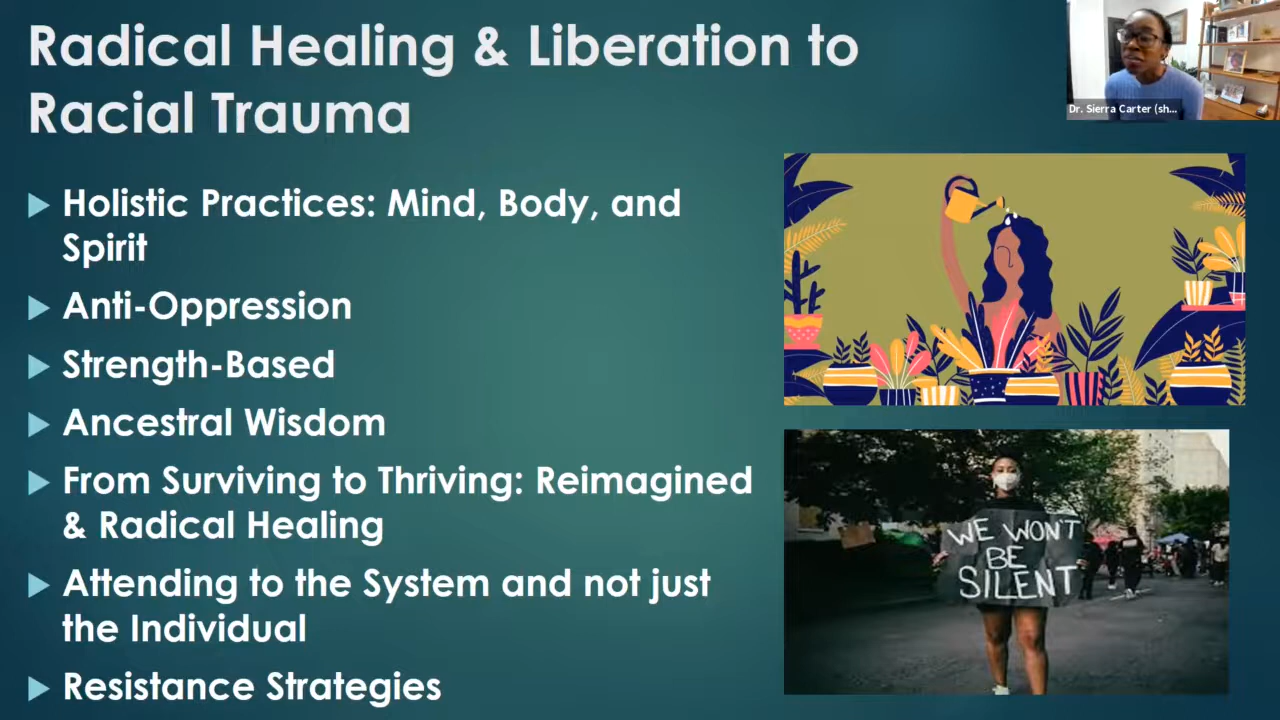 Radical Healing & Liberation to
Racial Trauma
Dr. Sierra Carter (sh...
Holistic Practices: Mind, Body, and
Spirit
Anti-Oppression
Strength-Based
Ancestral Wisdom
From Surviving to Thriving: Reimagined
& Radical Healing
Attending to the System and not just
the Individual
Resistance Strategies
WE WON'T
BE
SILENT